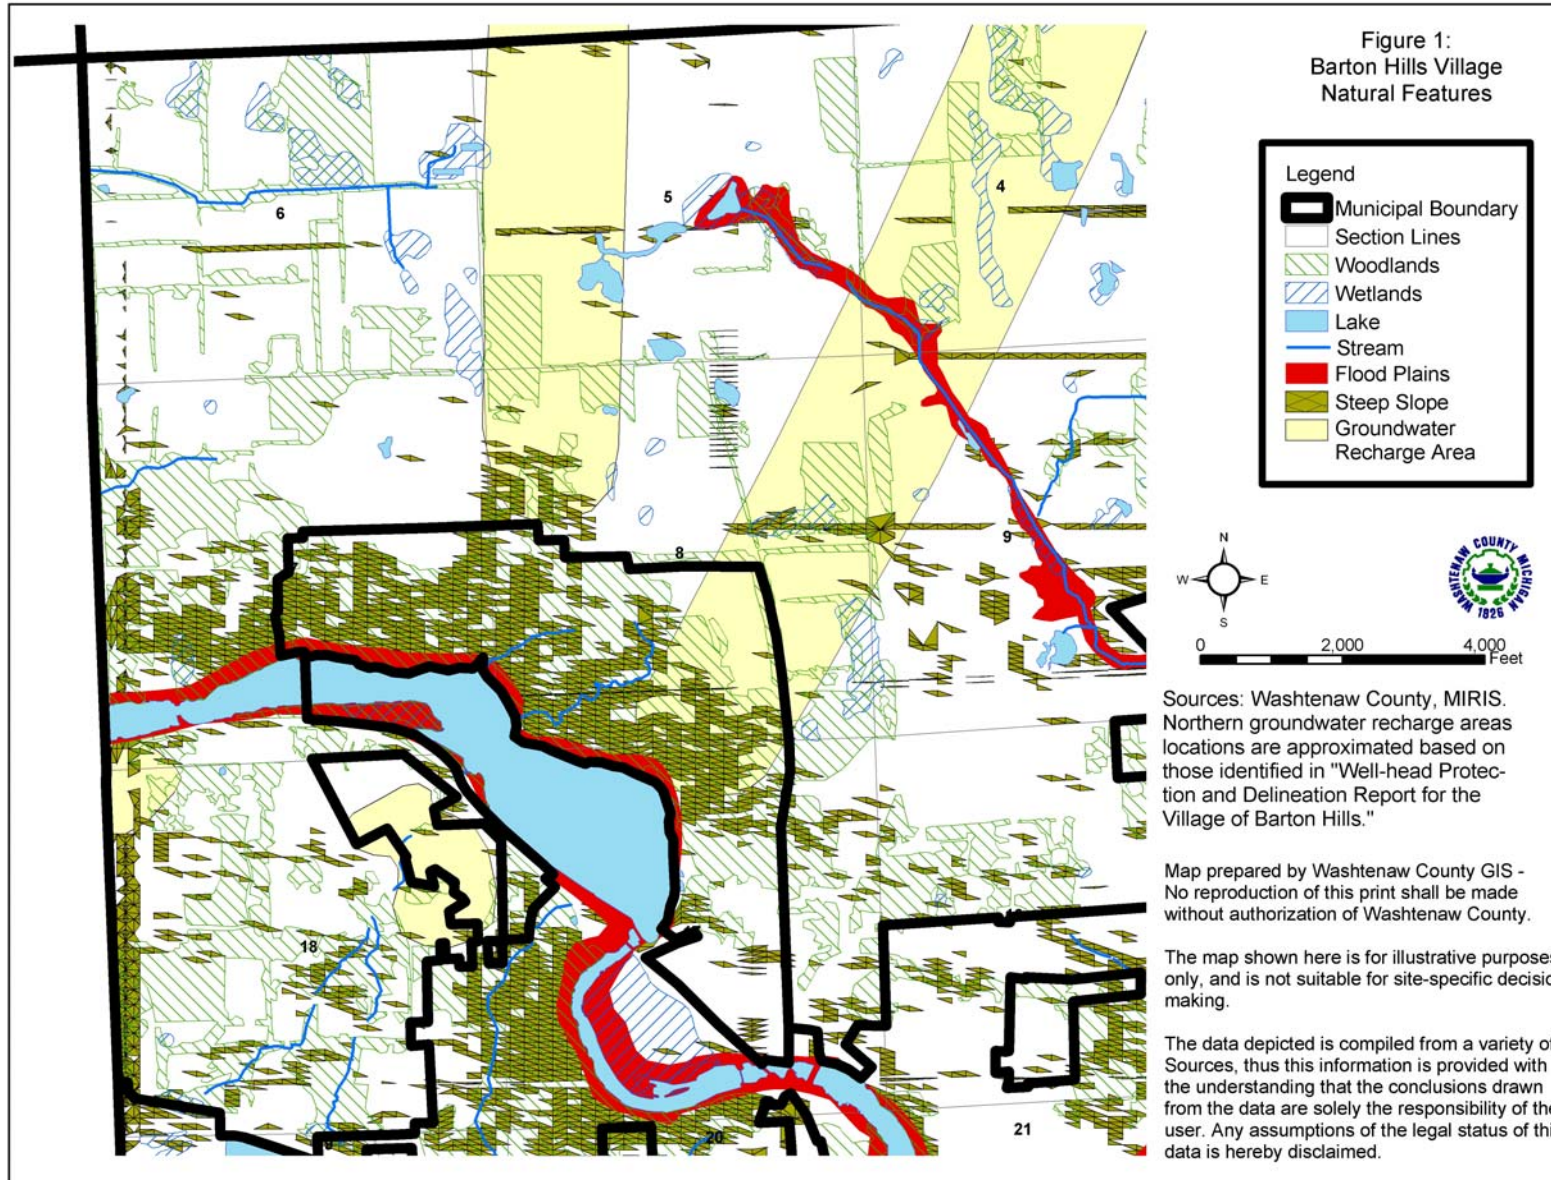 Figure 1:
Barton Hills Village
Natural Features
Legend
Municipal Boundary
Section Lines
Woodlands
Wetlands
Lake
Stream
Flood Plains
Steep Slope
Groundwater
Recharge Area
N
W
E
S
WASHTENAW COUNTY MICHIGAN
1826
0
2,000
4,000
Feet
Sources: Washtenaw County, MIRIS.
Northern groundwater recharge areas
locations are approximated based on
those identified in "Well-head Protec-
tion and Delineation Report for the
Village of Barton Hills."
Map prepared by Washtenaw County GIS -
No reproduction of this print shall be made
without authorization of Washtenaw County.
The map shown here is for illustrative purposes
only, and is not suitable for site-specific decisio
making.
The data depicted is compiled from a variety of
Sources, thus this information is provided with
the understanding that the conclusions drawn
from the data are solely the responsibility of the
user. Any assumptions of the legal status of thi
data is hereby disclaimed.
6
5
4
8
9
18
20
21